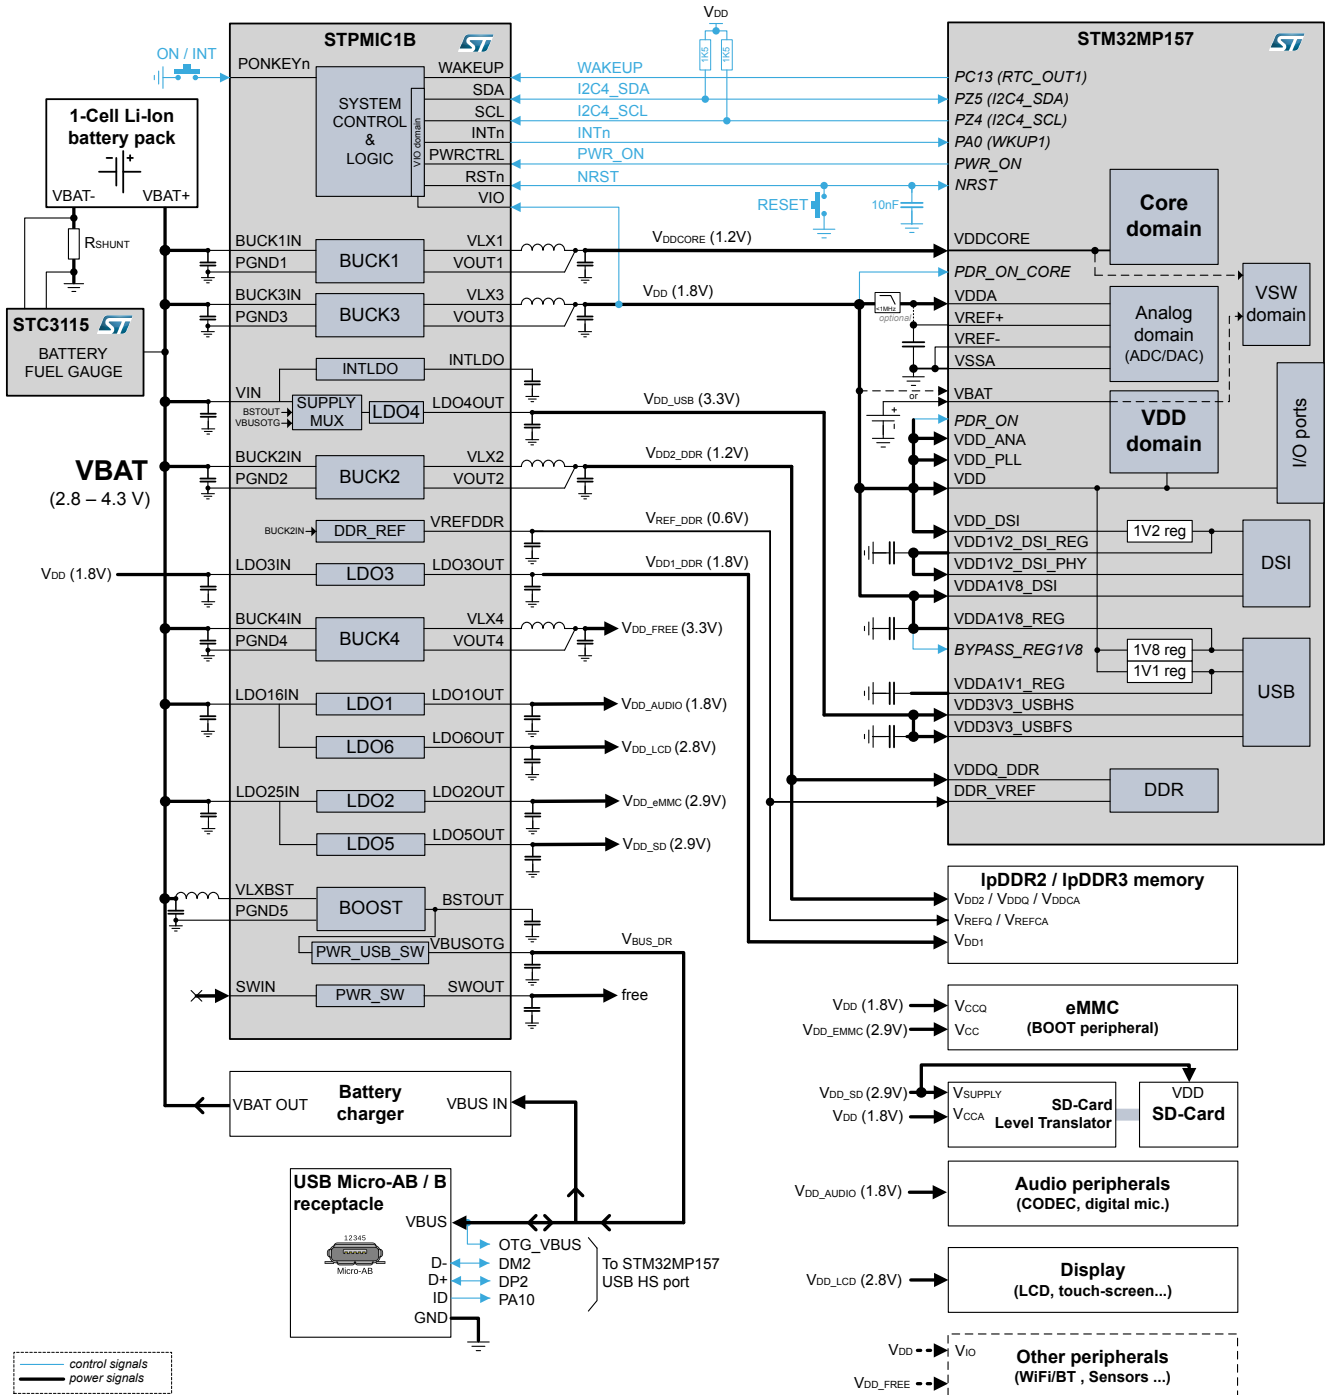 STPMIC1B
ST
ON / INT
PONKEYn
SYSTEM
CONTROL
&
LOGIC
VIO domain
WAKEUP
SDA
SCL
INTn
PWRCTRL
RSTn
VIO
WAKEUP
I2C4_SDA
I2C4_SCL
INTn
PWR_ON
NRST
VDD
1K5
1K5
RESET
10nF
STM32MP157
ST
PC13 (RTC_OUT1)
PZ5 (I2C4_SDA)
PZ4 (I2C4_SCL)
PA0 (WKUP1)
PWR_ON
NRST
Core
domain
1-Cell Li-Ion
battery pack
- +
VBAT-
VBAT+
RSHUNT
STC3115 ST
BATTERY
FUEL GAUGE
BUCK1IN
PGND1
BUCK1
VLX1
VOUT1
VDDCORE (1.2V)
VDDCORE
PDR_ON_CORE
BUCK3IN
PGND3
BUCK3
VLX3
VOUT3
VDD (1.8V)
<1MHz
optional
VDDA
VREF+
VREF-
VSSA
Analog
domain
(ADC/DAC)
VSW
domain
INTLDO
INTLDO
VIN
BSTOUT
VBUSOTG
SUPPLY
MUX
LDO4
LDO4OUT
VDD_USB (3.3V)
or
+
VBAT
PDR_ON
VDD_ANA
VDD_PLL
VDD
VDD
domain
I/O ports
VBAT
(2.8 – 4.3 V)
BUCK2IN
PGND2
BUCK2
VLX2
VOUT2
VDD2_DDR (1.2V)
BUCK2IN
DDR_REF
VREFDDR
VREF_DDR (0.6V)
VDD_DSI
1V2 reg
VDD1V2_DSI_REG
VDD1V2_DSI_PHY
VDDA1V8_DSI
DSI
VDD (1.8V)
LDO3IN
LDO3
LDO3OUT
VDD1_DDR (1.8V)
BUCK4IN
PGND4
BUCK4
VLX4
VOUT4
VDD_FREE (3.3V)
VDDA1V8_REG
BYPASS_REG1V8
1V8 reg
1V1 reg
VDDA1V1_REG
VDD3V3_USBHS
VDD3V3_USBFS
USB
LDO16IN
LDO1
LDO1OUT
VDD_AUDIO (1.8V)
LDO6
LDO6OUT
VDD_LCD (2.8V)
LDO25IN
LDO2
LDO2OUT
VDD_eMMC (2.9V)
LDO5
LDO5OUT
VDD_SD (2.9V)
VDDQ_DDR
DDR_VREF
DDR
VLXBST
PGND5
BOOST
BSTOUT
PWR_USB_SW
VBUSOTG
VBUS_DR
SWIN
PWR_SW
SWOUT
free
lpDDR2 / lpDDR3 memory
VDD2 / VDDQ / VDDCA
VREFQ / VREFCA
VDD1
VDD (1.8V)
VDD_EMMC (2.9V)
VCCQ
VCC
eMMC
(BOOT peripheral)
VBAT OUT
Battery
charger
VBUS IN
VDD_SD (2.9V)
VDD (1.8V)
VSUPPLY
VCCA
SD-Card
Level Translator
VDD
SD-Card
USB Micro-AB / B
receptacle
VBUS
12345
Micro-AB
D-
D+
ID
GND
OTG_VBUS
DM2
DP2
PA10
To STM32MP157
USB HS port
VDD_AUDIO (1.8V)
Audio peripherals
(CODEC, digital mic.)
VDD_LCD (2.8V)
Display
(LCD, touch-screen...)
VDD
VDD_FREE
VIO
Other peripherals
(WiFi/BT , Sensors ...)
control signals
power signals